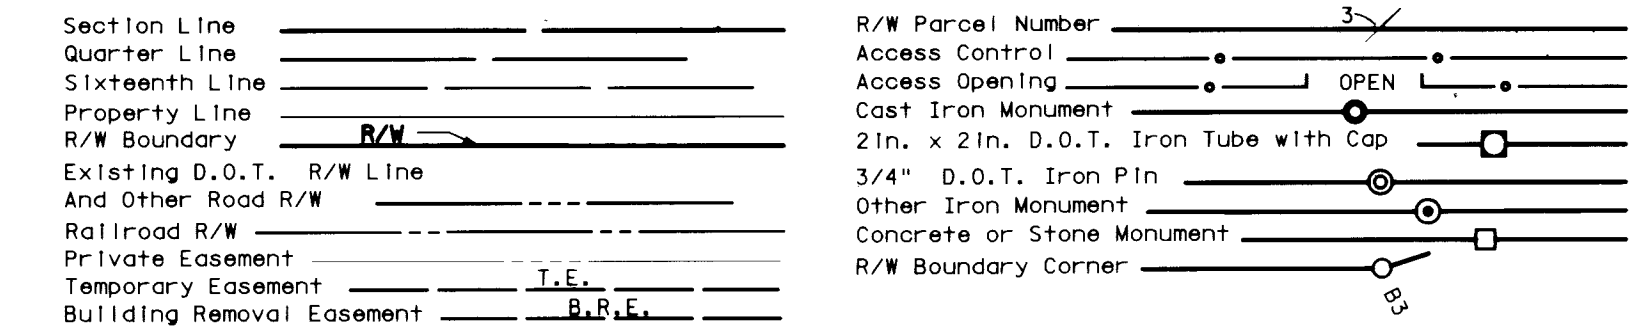 Section Line
Quarter Line
Sixteenth Line
Property Line
R/W Boundary R/W
Existing D.O.T. R/W Line
And Other Road R/W
Railroad R/W
Private Easement
Temporary Easement T.E.
Building Removal Easement B.R.E.
R/W Parcel Number 3
Access Control
Access Opening OPEN
Cast Iron Monument
2in. x 2in. D.O.T. Iron Tube with Cap
3/4" D.O.T. Iron Pin
Other Iron Monument
Concrete or Stone Monument
R/W Boundary Corner
B3